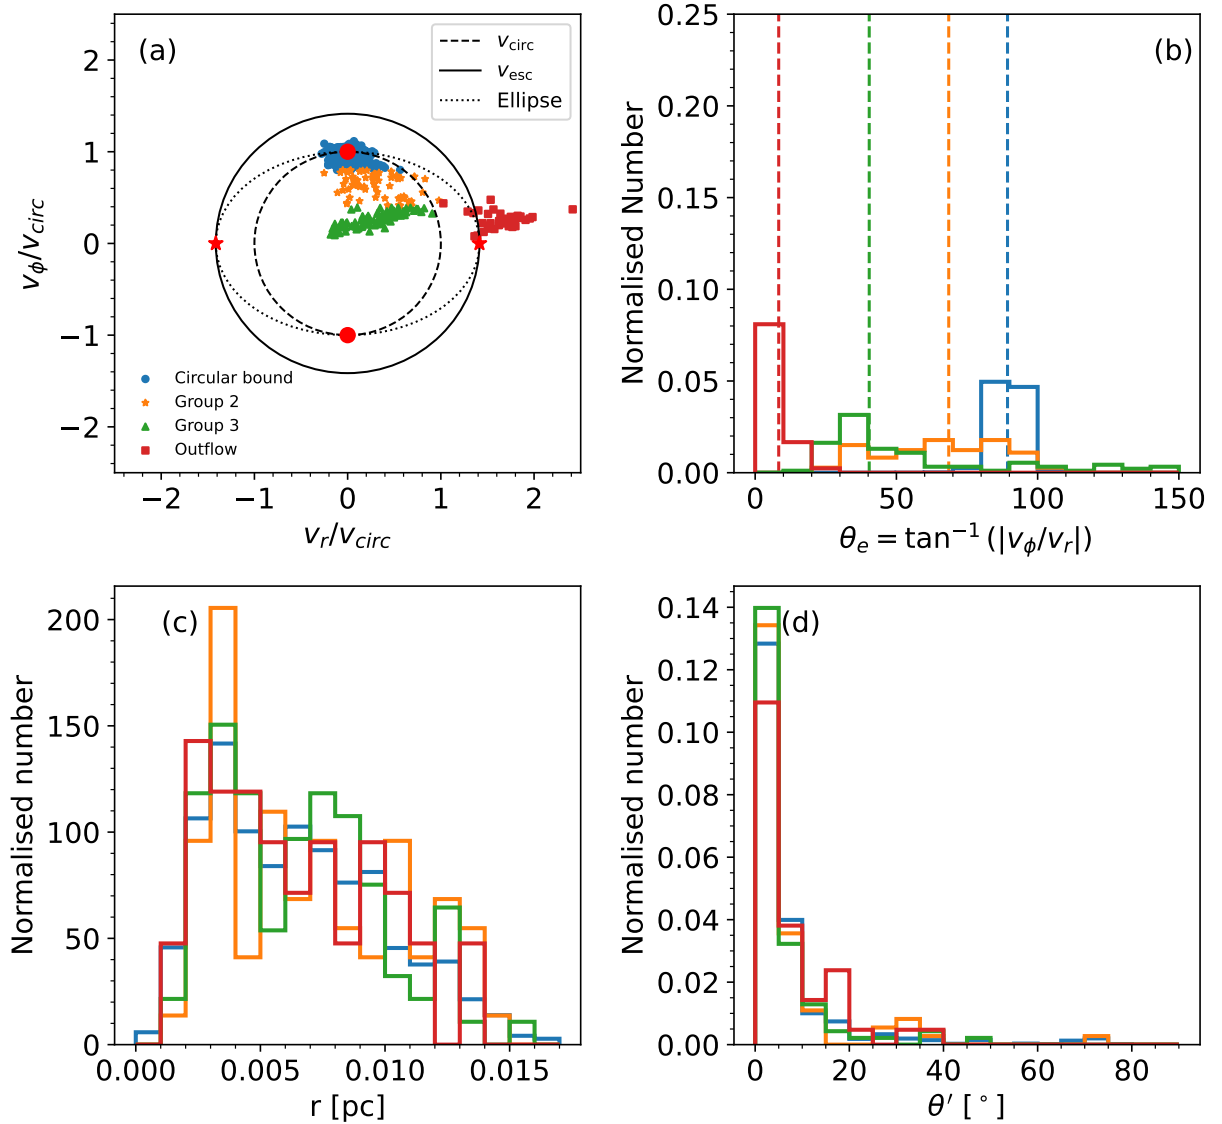 (a)
v_circ
v_esc
Ellipse
2
1
0
−1
−2
v_ϕ/v_circ
Circular bound
Group 2
Group 3
Outflow
−2 −1 0 1 2
v_r/v_circ
(b)
0.25
0.20
0.15
0.10
0.05
0.00
Normalised Number
0 50 100 150
θ_e = tan⁻¹ (|v_ϕ/v_r|)
(c)
200
150
100
50
0
Normalised number
0.000 0.005 0.010 0.015
r [pc]
(d)
0.14
0.12
0.10
0.08
0.06
0.04
0.02
0.00
Normalised number
0 20 40 60 80
θ′ [°]